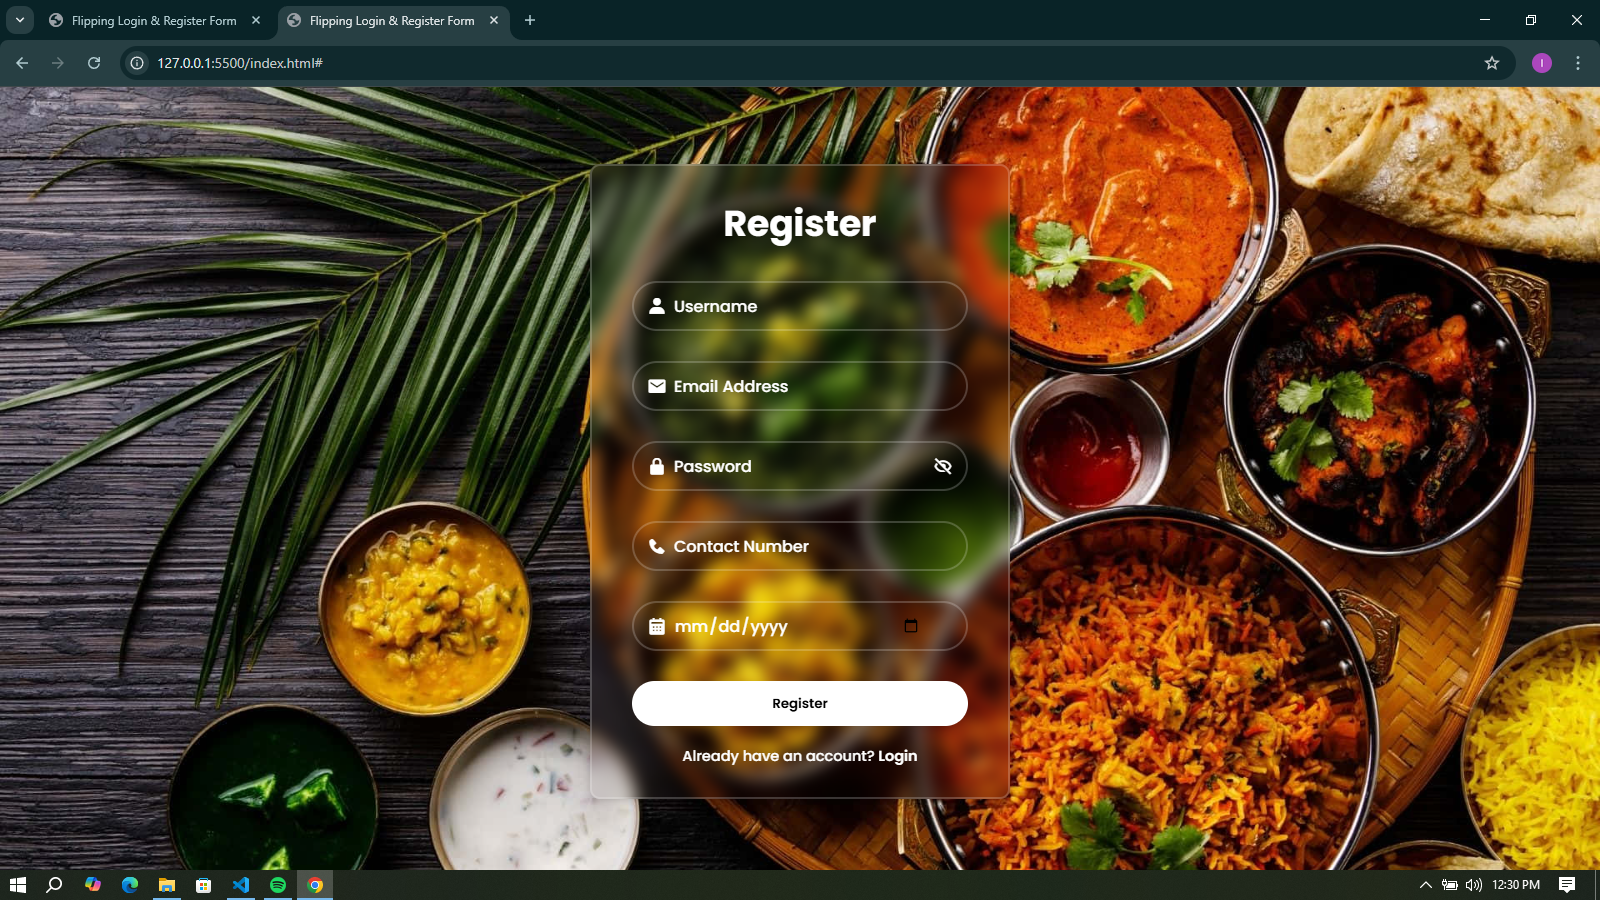 Flipping Login & Register Form
Flipping Login & Register Form
127.0.0.1:5500/index.html#
I
Register
Username
Email Address
Password
Contact Number
mm/dd/yyyy
Register
Already have an account? Login
12:30 PM